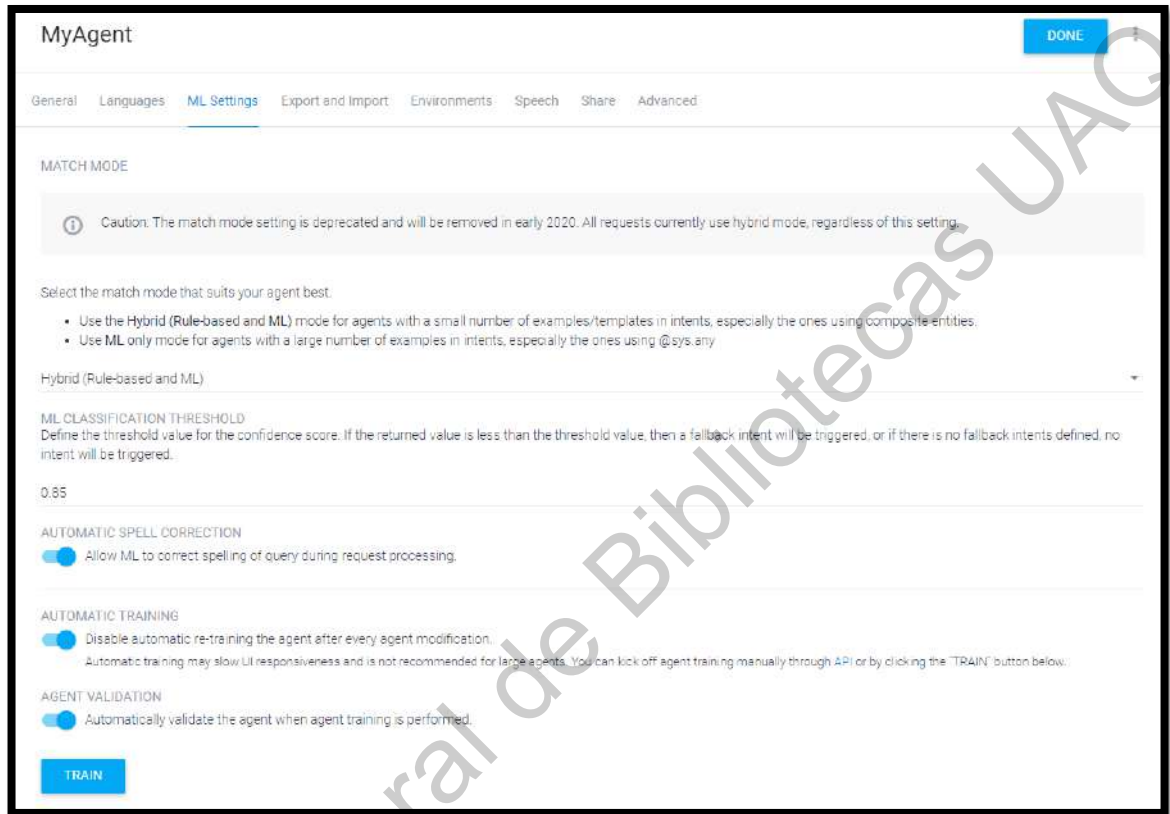 MyAgent
DONE
General Languages ML Settings Export and Import Environments Speech Share Advanced
MATCH MODE
Caution: The match mode setting is deprecated and will be removed in early 2020. All requests currently use hybrid mode, regardless of this setting.
Select the match mode that suits your agent best.
• Use the Hybrid (Rule-based and ML) mode for agents with a small number of examples/templates in intents, especially the ones using composite entities.
• Use ML only mode for agents with a large number of examples in intents, especially the ones using @sys.any
Hybrid (Rule-based and ML)
ML CLASSIFICATION THRESHOLD
Define the threshold value for the confidence score. If the returned value is less than the threshold value, then a fallback intent will be triggered, or if there is no fallback intents defined, no
intent will be triggered.
0.85
AUTOMATIC SPELL CORRECTION
Allow ML to correct spelling of query during request processing.
AUTOMATIC TRAINING
Disable automatic re-training the agent after every agent modification.
Automatic training may slow UI responsiveness and is not recommended for large agents. You can kick off agent training manually through API or by clicking the "TRAIN" button below.
AGENT VALIDATION
Automatically validate the agent when agent training is performed.
TRAIN
ral de Bibliotecas UAQ